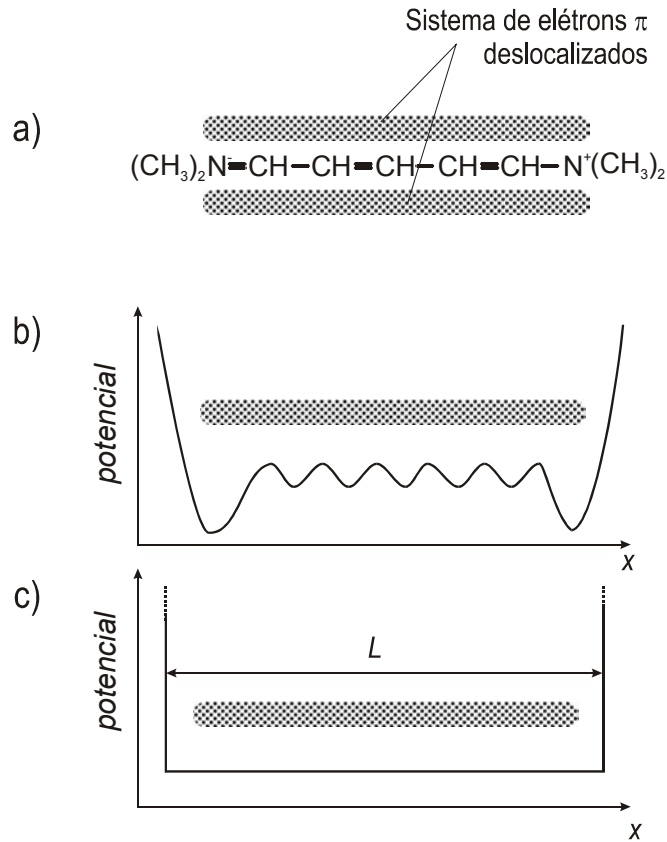 Sistema de elétrons π
deslocalizados
a)
(CH₃)₂N=CH–CH=CH–CH=CH–N⁺(CH₃)₂
b)
potencial
x
c)
potencial
L
x